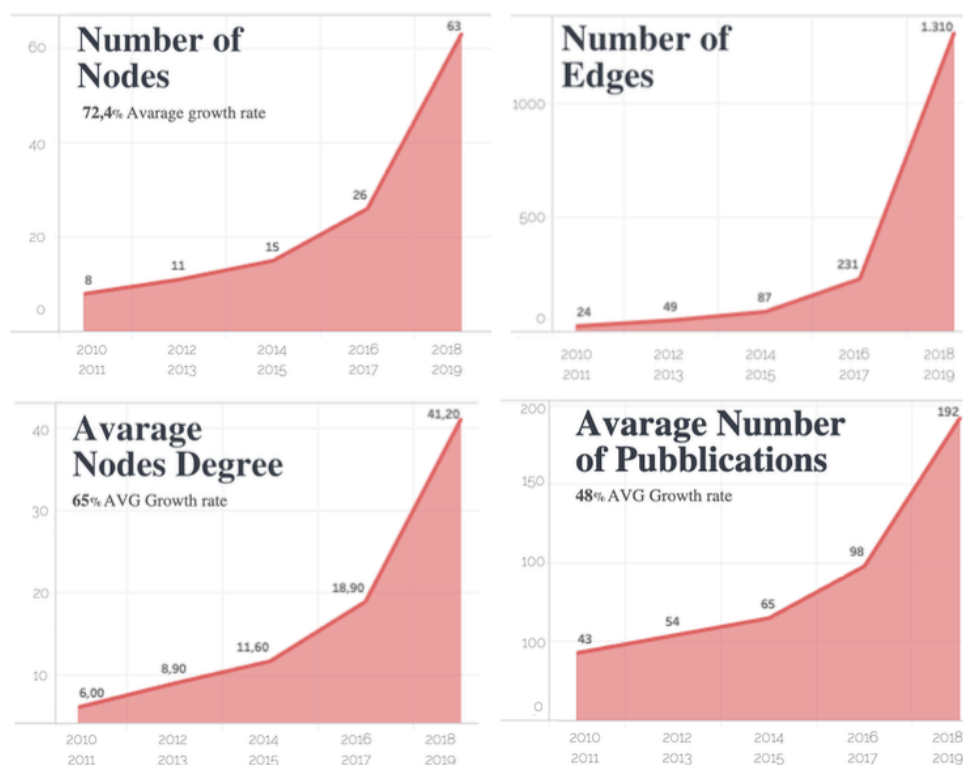 Number of
Nodes
72,4% Avarage growth rate
60
40
20
0
8
11
15
26
63
2010 2012 2014 2016 2018
2011 2013 2015 2017 2019
Number of
Edges
1000
500
0
24
49
87
231
1.310
2010 2012 2014 2016 2018
2011 2013 2015 2017 2019
Avarage
Nodes Degree
65% AVG Growth rate
40
30
20
10
6,00
8,90
11,60
18,90
41,20
2010 2012 2014 2016 2018
2011 2013 2015 2017 2019
Avarage Number
of Pubblications
48% AVG Growth rate
200
150
100
100
0
43
54
65
98
192
2010 2012 2014 2016 2018
2011 2013 2015 2017 2019